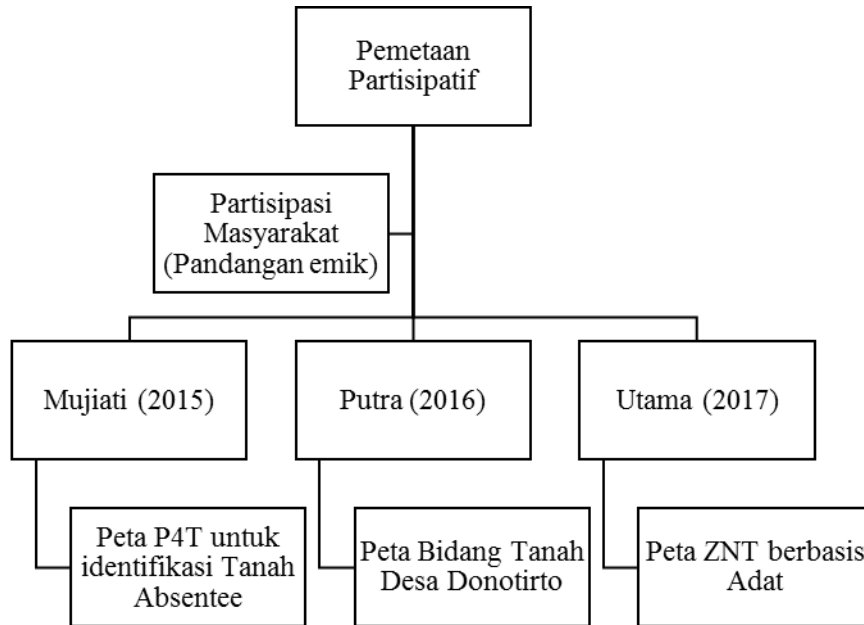 Pemetaan
Partisipatif
Partisipasi
Masyarakat
(Pandangan emik)
Mujiati (2015)
Putra (2016)
Utama (2017)
Peta P4T untuk
identifikasi Tanah
Absentee
Peta Bidang Tanah
Desa Donotirto
Peta ZNT berbasis
Adat